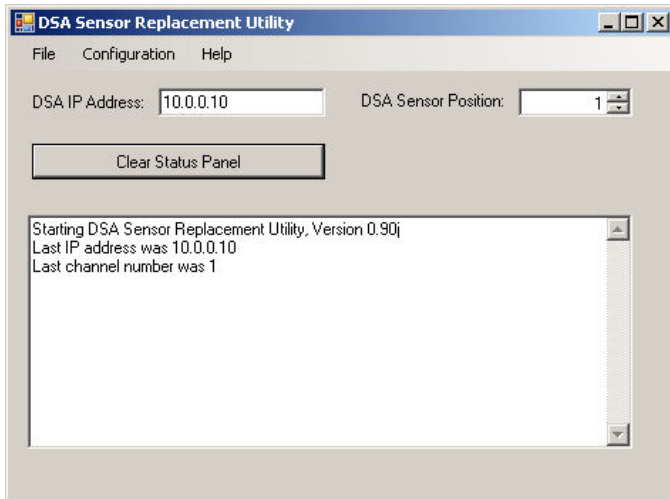 DSA Sensor Replacement Utility
File Configuration Help
DSA IP Address: 10.0.0.10 DSA Sensor Position: 1
Clear Status Panel
Starting DSA Sensor Replacement Utility, Version 0.90j
Last IP address was 10.0.0.10
Last channel number was 1